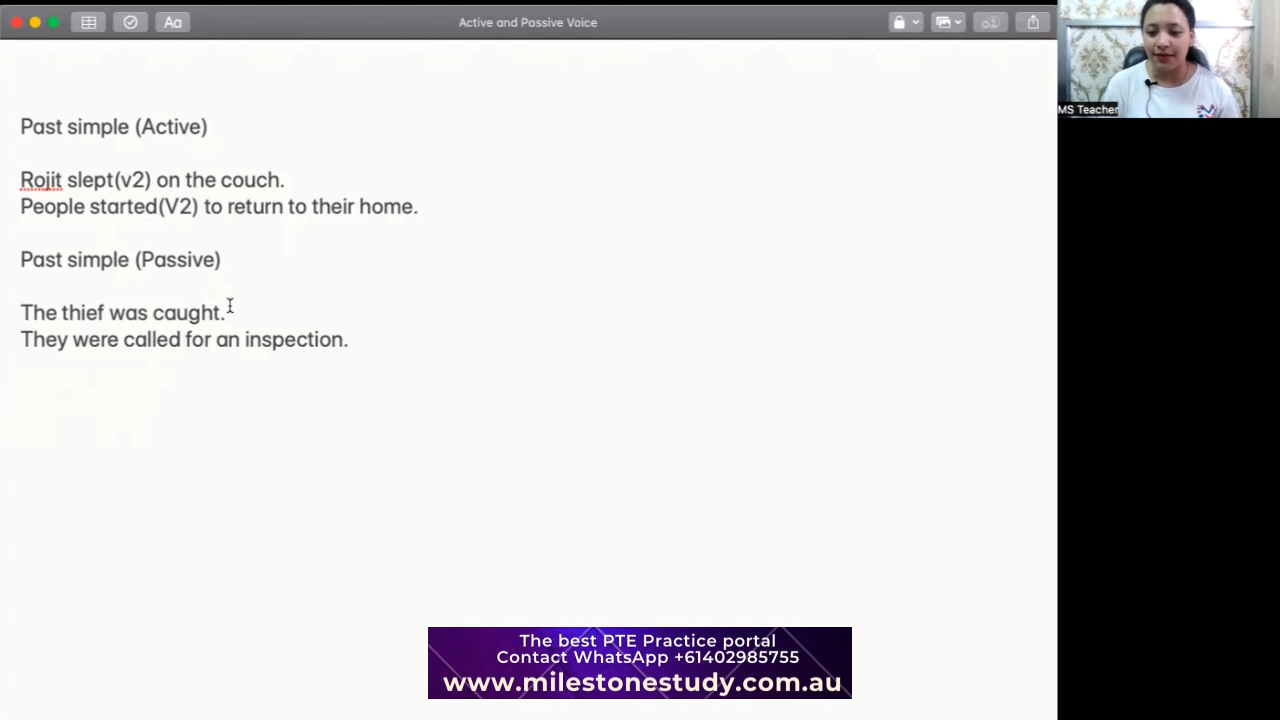 Aa
Active and Passive Voice
MS Teacher
Past simple (Active)
Rojit slept(v2) on the couch.
People started(V2) to return to their home.
Past simple (Passive)
The thief was caught.
They were called for an inspection.
The best PTE Practice portal
Contact WhatsApp +61402985755
www.milestonestudy.com.au